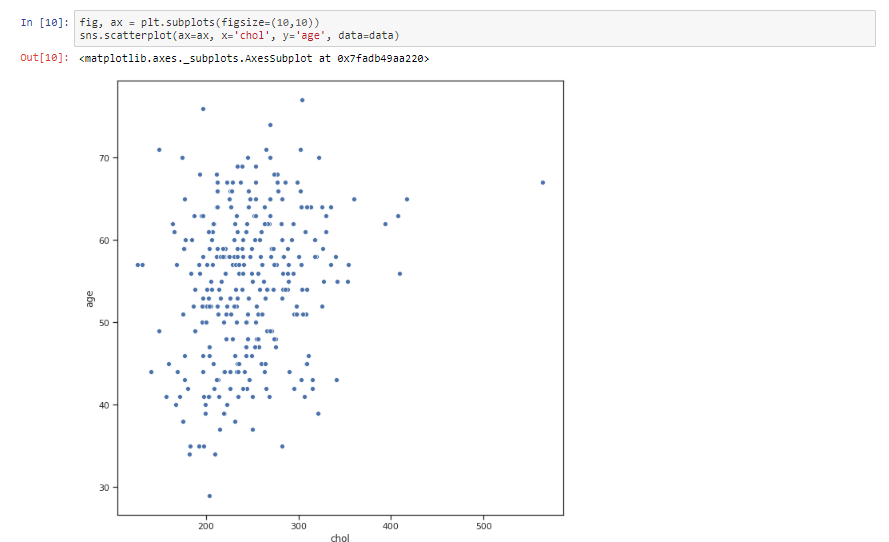 In [10]: fig, ax = plt.subplots(figsize=(10,10))
sns.scatterplot(ax=ax, x='chol', y='age', data=data)
Out[10]: <matplotlib.axes._subplots.AxesSubplot at 0x7fadb49aa220>
70
60
50
40
30
age
200 300 400 500
chol